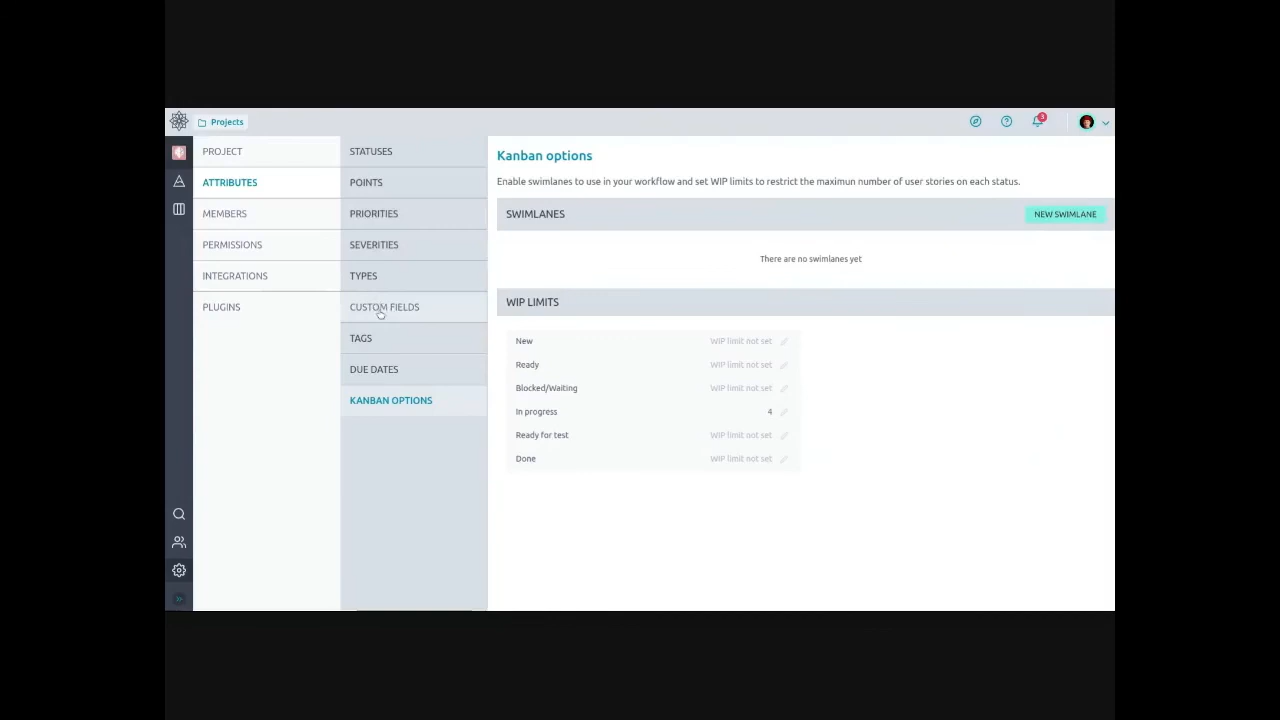 Projects
3
PROJECT
ATTRIBUTES
MEMBERS
PERMISSIONS
INTEGRATIONS
PLUGINS
STATUSES
POINTS
PRIORITIES
SEVERITIES
TYPES
CUSTOM FIELDS
TAGS
DUE DATES
KANBAN OPTIONS
Kanban options
Enable swimlanes to use in your workflow and set WIP limits to restrict the maximun number of user stories on each status.
SWIMLANES
NEW SWIMLANE
There are no swimlanes yet
WIP LIMITS
New WIP limit not set
Ready WIP limit not set
Blocked/Waiting WIP limit not set
In progress 4
Ready for test WIP limit not set
Done WIP limit not set